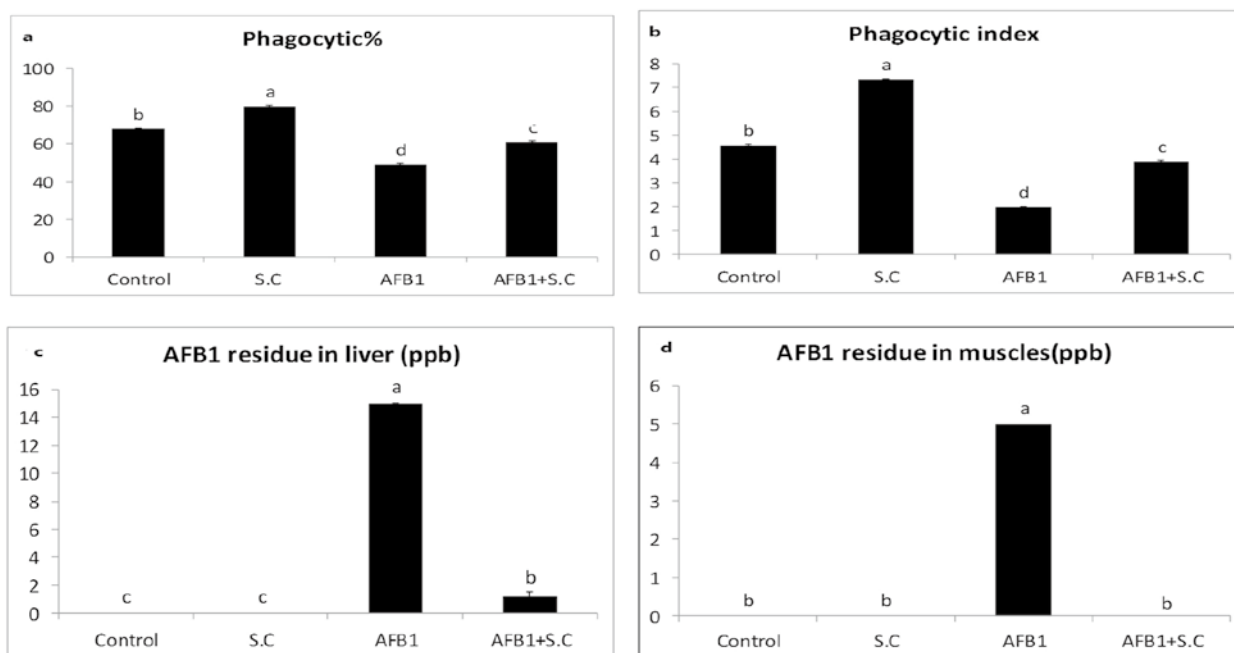 a
Phagocytic%
100
80
60
40
20
0
b
a
d
c
Control S.C AFB1 AFB1+S.C
b
Phagocytic index
8
7
6
5
4
3
2
1
0
b
a
d
c
Control S.C AFB1 AFB1+S.C
c
AFB1 residue in liver (ppb)
16
14
12
10
8
6
4
2
0
c
c
a
b
Control S.C AFB1 AFB1+S.C
d
AFB1 residue in muscles(ppb)
6
5
4
3
2
1
0
b
b
a
b
Control S.C AFB1 AFB1+S.C